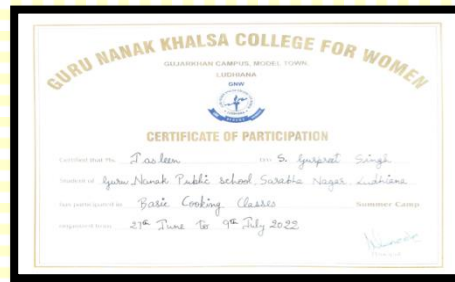 GURU NANAK KHALSA COLLEGE FOR WOMEN
GUJARKHAN CAMPUS, MODEL TOWN,
LUDHIANA
GNW
CERTIFICATE OF PARTICIPATION
Certified that Ms. Tasleen D/o S. Gurpreet Singh
Student of Guru Nanak Public school, Sarabha Nagar Ludhiana
has participated in Basic Cooking Classes Summer Camp
organised from 27th June to 9th July 2022